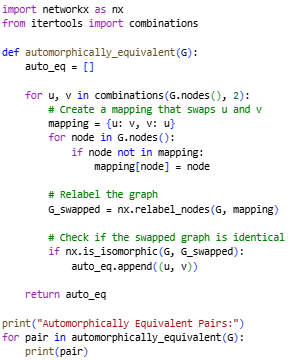 import networkx as nx
from itertools import combinations

def automorphically_equivalent(G):
    auto_eq = []

    for u, v in combinations(G.nodes(), 2):
        # Create a mapping that swaps u and v
        mapping = {u: v, v: u}
        for node in G.nodes():
            if node not in mapping:
                mapping[node] = node

        # Relabel the graph
        G_swapped = nx.relabel_nodes(G, mapping)

        # Check if the swapped graph is identical
        if nx.is_isomorphic(G, G_swapped):
            auto_eq.append((u, v))

    return auto_eq

print("Automorphically Equivalent Pairs:")
for pair in automorphically_equivalent(G):
    print(pair)